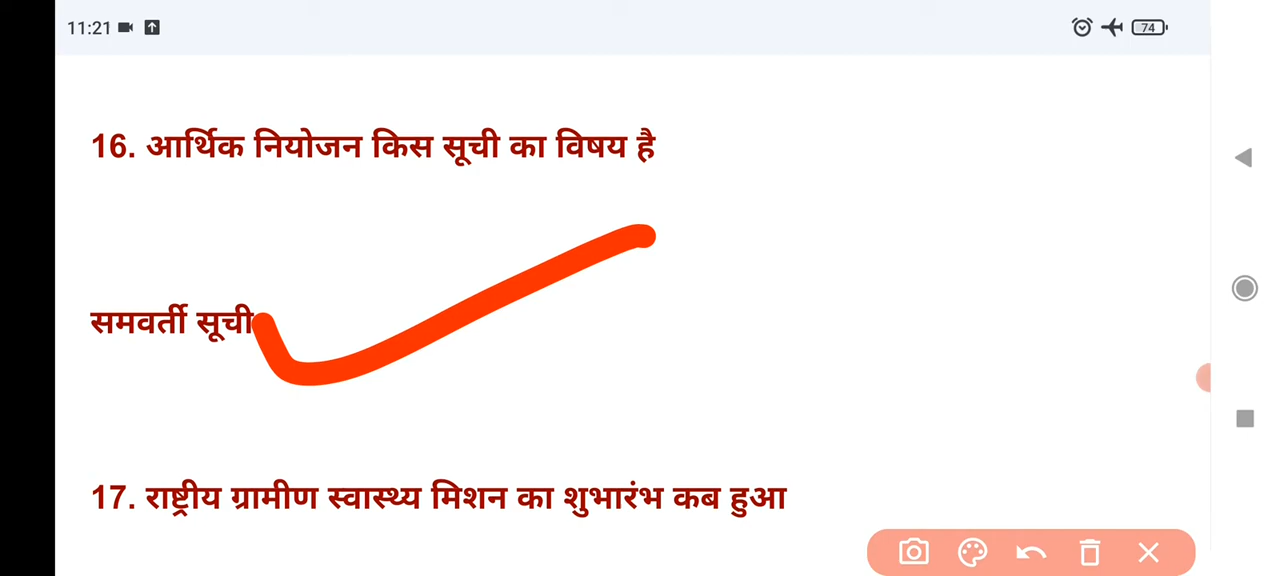 11:21
74
16. आर्थिक नियोजन किस सूची का विषय है
समवर्ती सूची
17. राष्ट्रीय ग्रामीण स्वास्थ्य मिशन का शुभारंभ कब हुआ